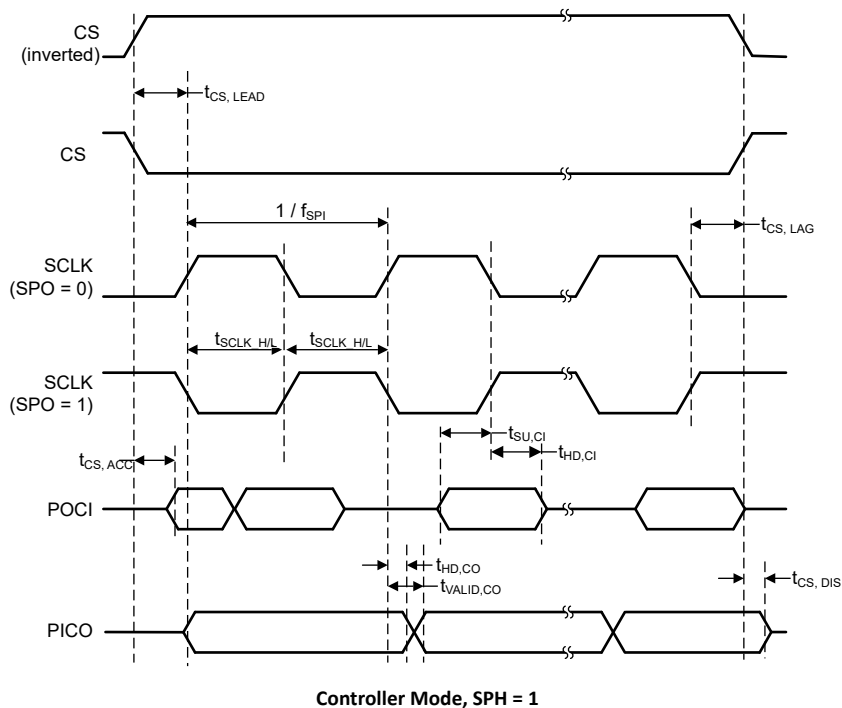 CS
(inverted)
tCS, LEAD
CS
1 / fSPI
tCS, LAG
SCLK
(SPO = 0)
tSCLK_H/L
tSCLK_H/L
SCLK
(SPO = 1)
tSU,CI
tHD,CI
tCS, ACC
POCI
tHD,CO
tVALID,CO
tCS, DIS
PICO
Controller Mode, SPH = 1